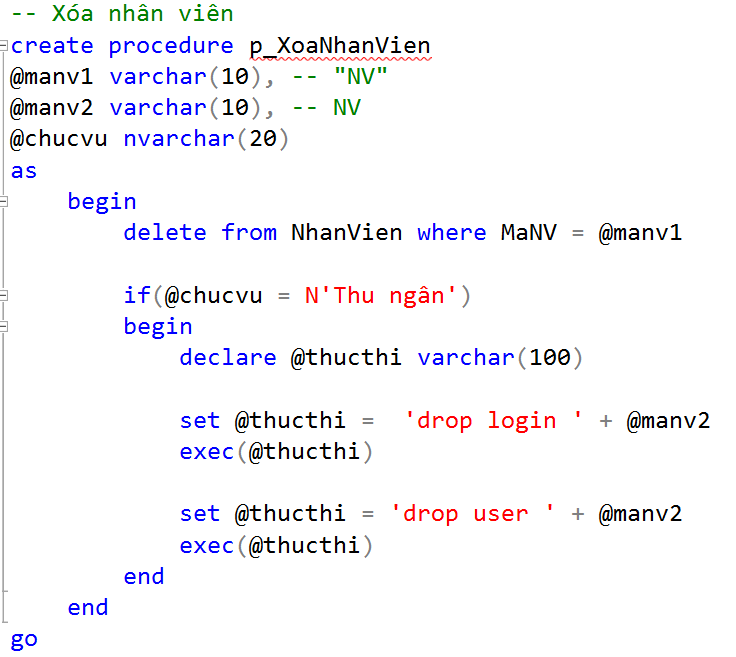 -- Xóa nhân viên
create procedure p_XoaNhanVien
@manv1 varchar(10), -- "NV"
@manv2 varchar(10), -- NV
@chucvu nvarchar(20)
as
begin
delete from NhanVien where MaNV = @manv1
if(@chucvu = N'Thu ngân')
begin
declare @thucthi varchar(100)
set @thucthi =  'drop login ' + @manv2
exec(@thucthi)
set @thucthi = 'drop user ' + @manv2
exec(@thucthi)
end
end
go